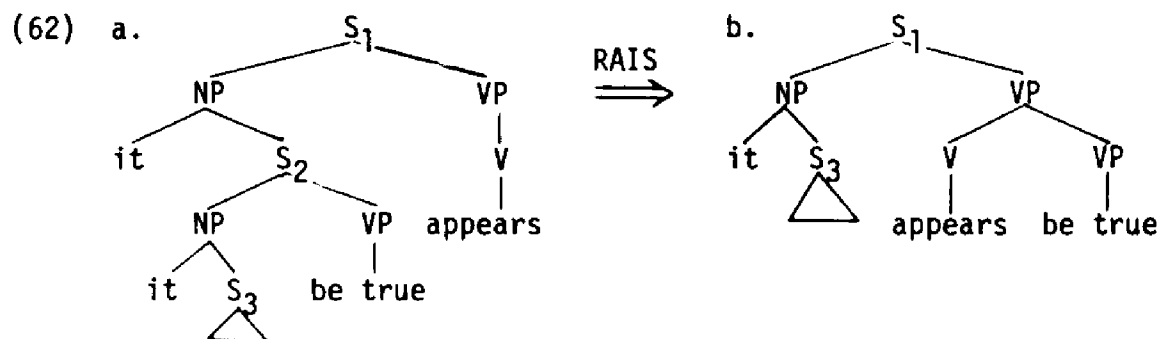 (62) a. S1 b. S1
RAIS
NP VP NP VP
it S2 V it S3 V VP
NP VP appears appears be true
it S3 be true